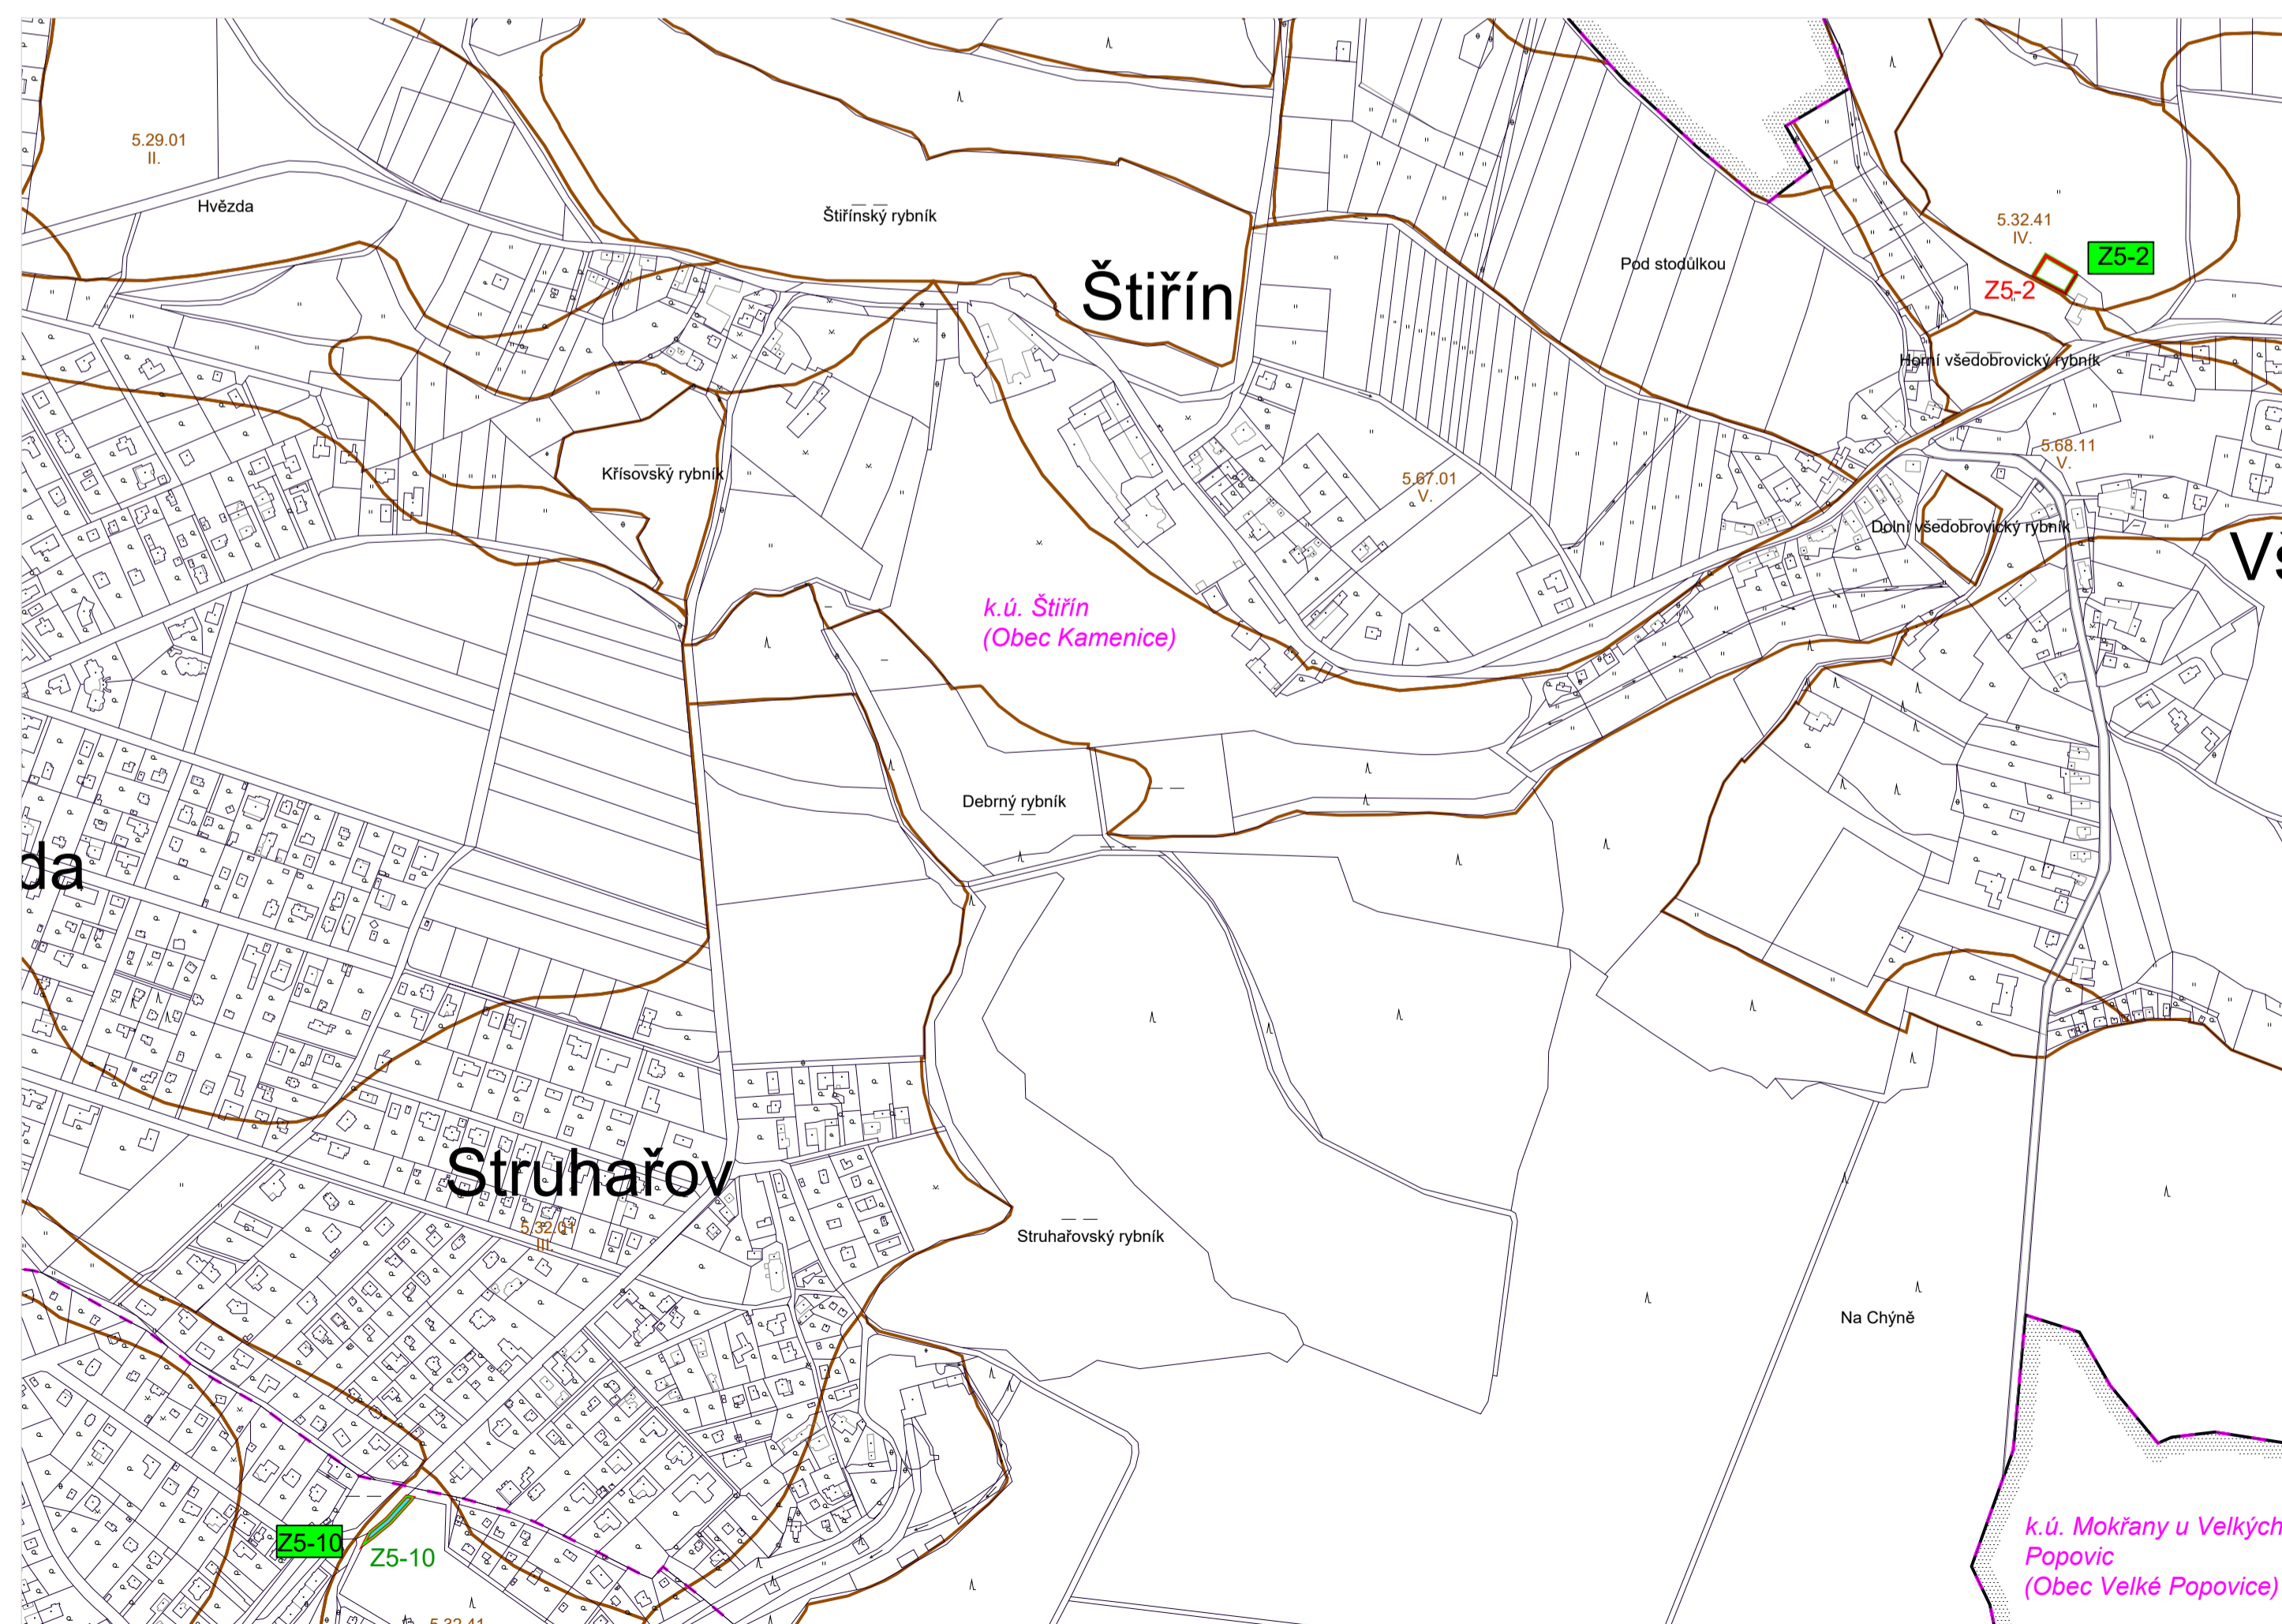 5.29.01
II.
Hvězda
Štiřínský rybník
Štiřín
Pod stodůlkou
5.32.41
IV.
Z5-2
Z5-2
Horní všedobrovický rybník
5.68.11
V.
Křísovský rybník
5.67.01
V.
Dolní všedobrovický rybník
Vš
k.ú. Štiřín
(Obec Kamenice)
Debrný rybník
da
Struhařov
5.32.01
III.
Struhařovský rybník
Na Chýně
Z5-10
Z5-10
k.ú. Mokřany u Velkých
Popovic
(Obec Velké Popovice)
5.32.41